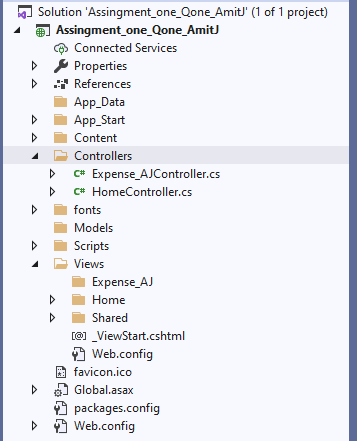 Solution 'Assingment_one_Qone_AmitJ' (1 of 1 project)
Assingment_one_Qone_AmitJ
Connected Services
Properties
References
App_Data
App_Start
Content
Controllers
C# Expense_AJController.cs
C# HomeController.cs
fonts
Models
Scripts
Views
Expense_AJ
Home
Shared
_ViewStart.cshtml
Web.config
favicon.ico
Global.asax
packages.config
Web.config